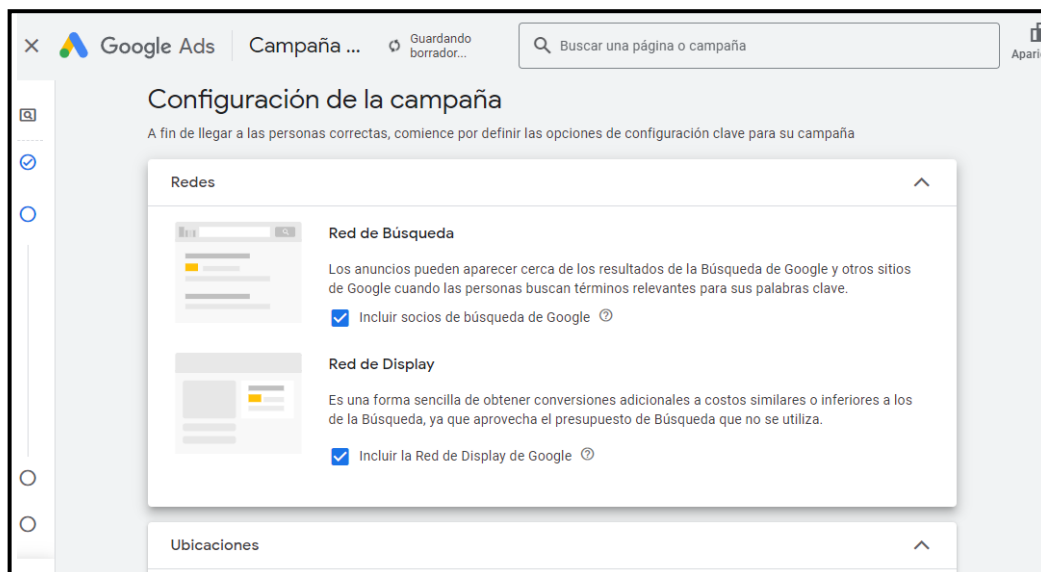 Google Ads
Campaña ...
Guardando
borrador...
Buscar una página o campaña
Configuración de la campaña
A fin de llegar a las personas correctas, comience por definir las opciones de configuración clave para su campaña
Redes
Red de Búsqueda
Los anuncios pueden aparecer cerca de los resultados de la Búsqueda de Google y otros sitios
de Google cuando las personas buscan términos relevantes para sus palabras clave.
Incluir socios de búsqueda de Google
Red de Display
Es una forma sencilla de obtener conversiones adicionales a costos similares o inferiores a los
de la Búsqueda, ya que aprovecha el presupuesto de Búsqueda que no se utiliza.
Incluir la Red de Display de Google
Ubicaciones